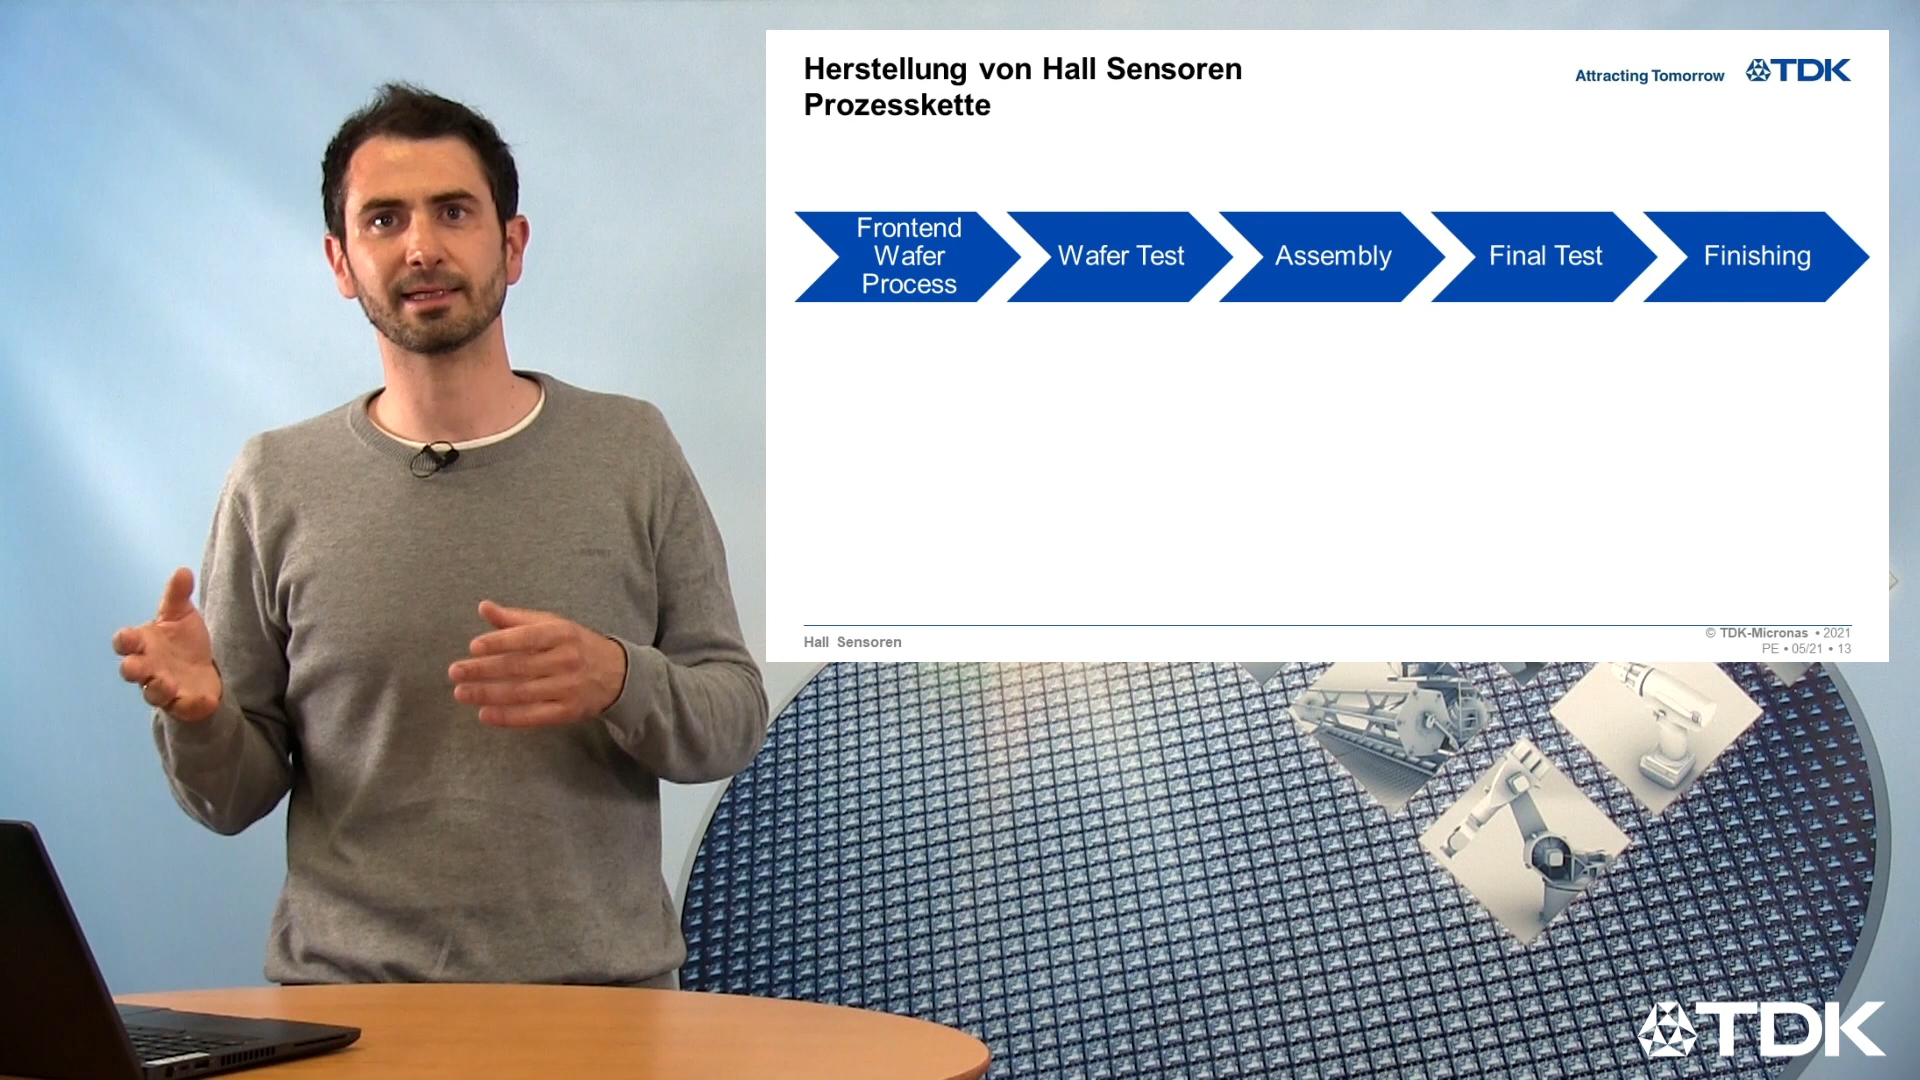 Herstellung von Hall Sensoren
Prozesskette
Attracting Tomorrow
TDK
Frontend
Wafer
Process
Wafer Test
Assembly
Final Test
Finishing
Hall Sensoren
© TDK-Micronas • 2021
PE • 05/21 • 13
TDK